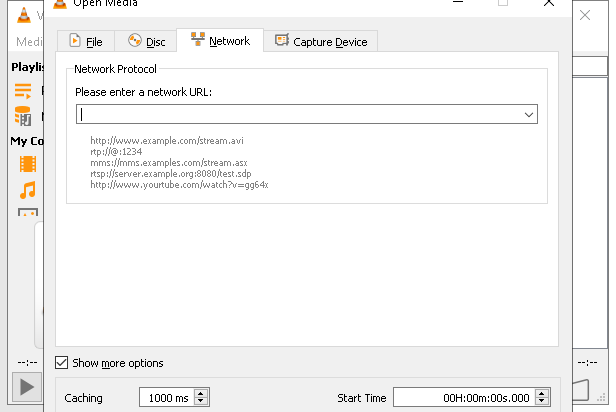 Open Media
Medi
Playlis
My Co
File
Disc
Network
Capture Device
Network Protocol
Please enter a network URL:
http://www.example.com/stream.avi
rtp://@:1234
mms://mms.examples.com/stream.asx
rtsp://server.example.org:8080/test.sdp
http://www.yourtube.com/watch?v=gg64x
Show more options
--:--
--:--
Caching
1000 ms
Start Time
00H:00m:00s.000